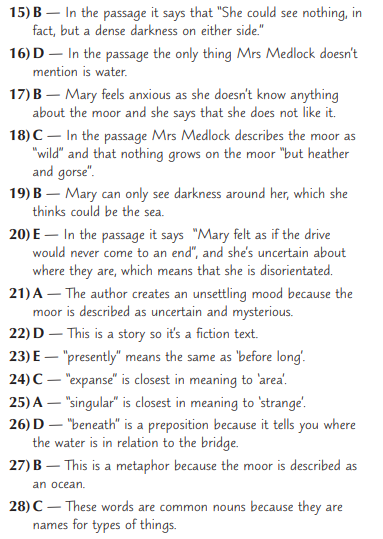 15) B — In the passage it says that “She could see nothing, in
fact, but a dense darkness on either side.”
16) D — In the passage the only thing Mrs Medlock doesn’t
mention is water.
17) B — Mary feels anxious as she doesn’t know anything
about the moor and she says that she does not like it.
18) C — In the passage Mrs Medlock describes the moor as
“wild” and that nothing grows on the moor “but heather
and gorse”.
19) B — Mary can only see darkness around her, which she
thinks could be the sea.
20) E — In the passage it says “Mary felt as if the drive
would never come to an end”, and she’s uncertain about
where they are, which means that she is disorientated.
21) A — The author creates an unsettling mood because the
moor is described as uncertain and mysterious.
22) D — This is a story so it’s a fiction text.
23) E — “presently” means the same as ‘before long’.
24) C — “expanse” is closest in meaning to ‘area’.
25) A — “singular” is closest in meaning to ‘strange’.
26) D — “beneath” is a preposition because it tells you where
the water is in relation to the bridge.
27) B — This is a metaphor because the moor is described as
an ocean.
28) C — These words are common nouns because they are
names for types of things.